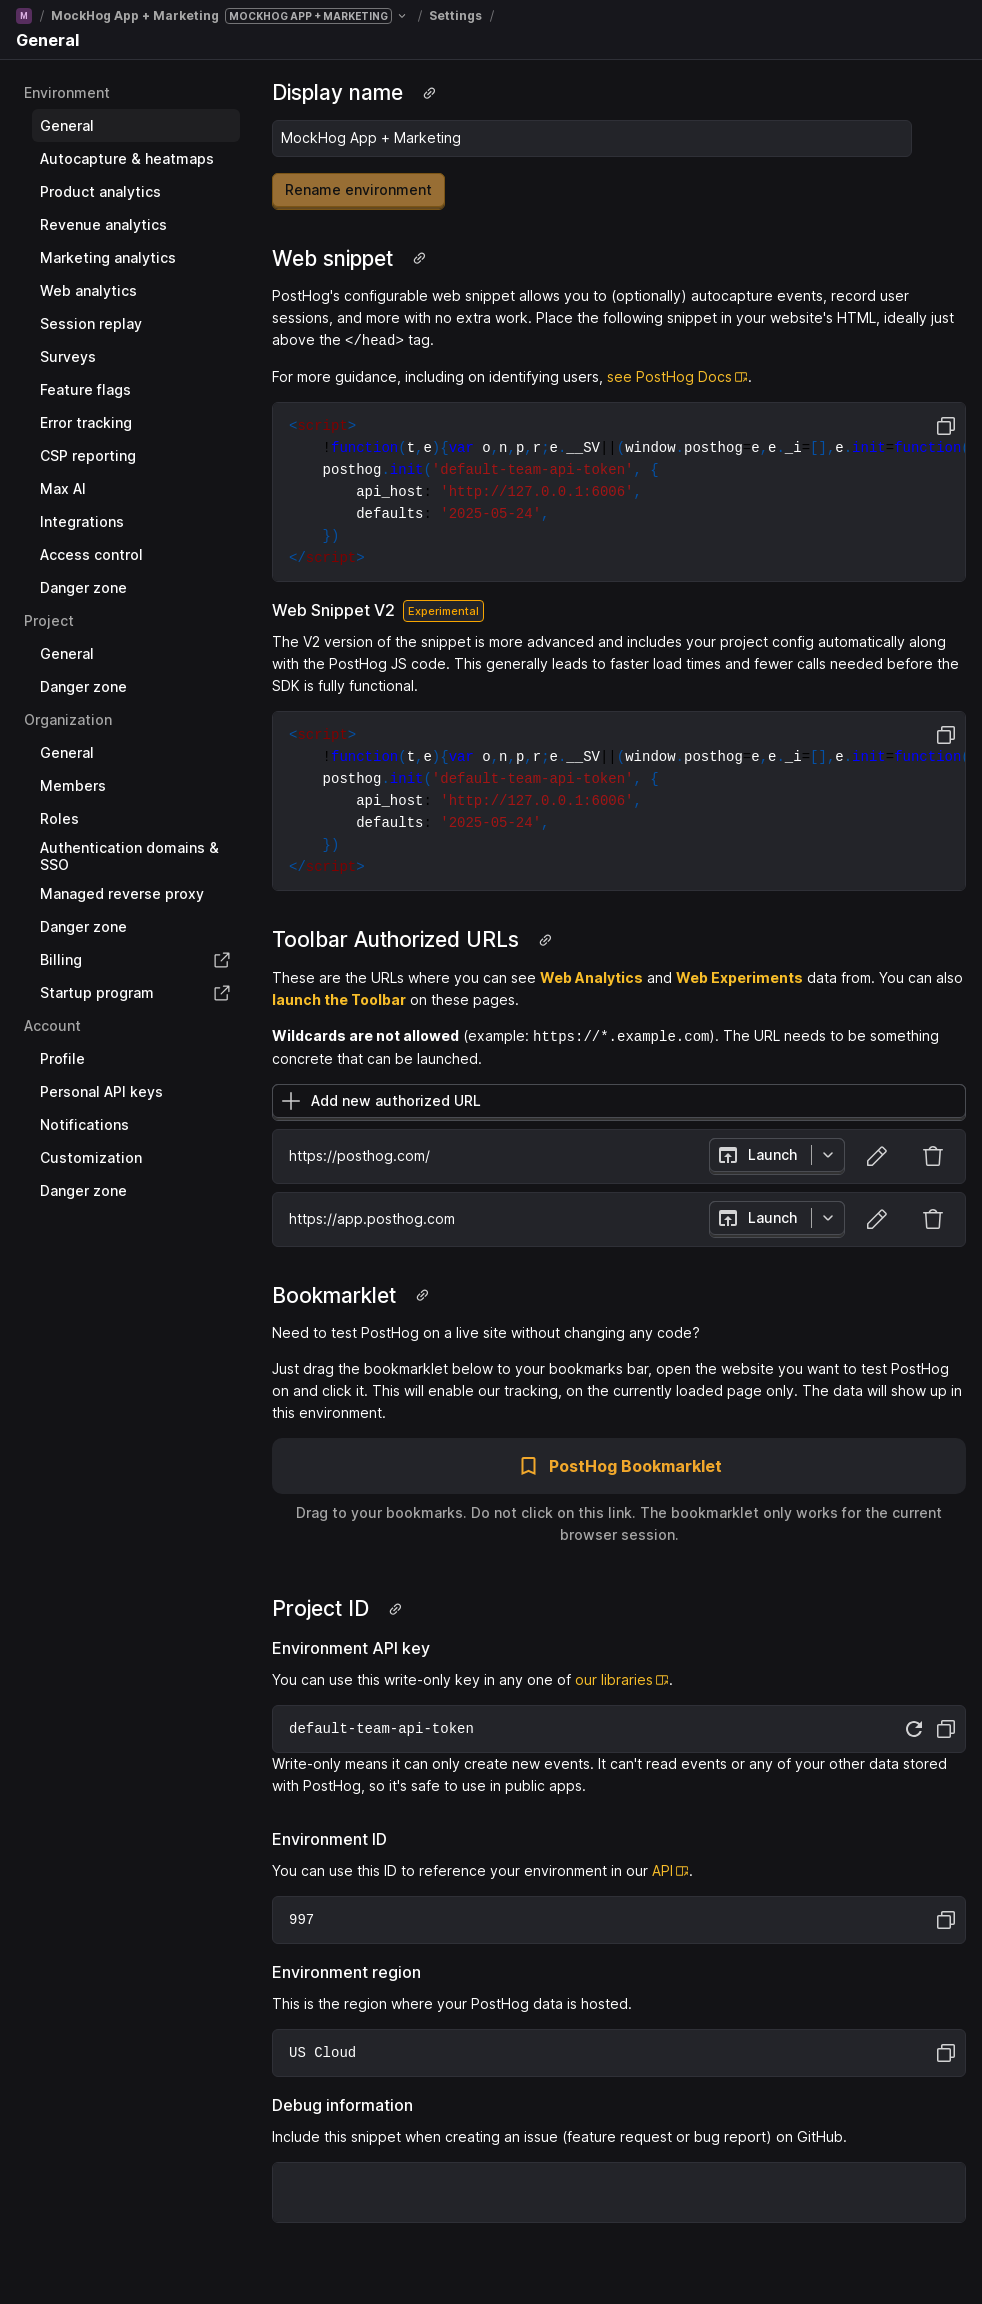 M / MockHog App + Marketing MOCKHOG APP + MARKETING / Settings /
General
Environment
General
Autocapture & heatmaps
Product analytics
Revenue analytics
Marketing analytics
Web analytics
Session replay
Surveys
Feature flags
Error tracking
CSP reporting
Max AI
Integrations
Access control
Danger zone
Project
General
Danger zone
Organization
General
Members
Roles
Authentication domains &
SSO
Managed reverse proxy
Danger zone
Billing
Startup program
Account
Profile
Personal API keys
Notifications
Customization
Danger zone
Display name
MockHog App + Marketing
Rename environment
Web snippet
PostHog's configurable web snippet allows you to (optionally) autocapture events, record user
sessions, and more with no extra work. Place the following snippet in your website's HTML, ideally just
above the </head> tag.
For more guidance, including on identifying users, see PostHog Docs.
<script>
!function(t,e){var o,n,p,r;e.__SV||(window.posthog=e,e._i=[],e.init=function(
posthog.init('default-team-api-token', {
api_host: 'http://127.0.0.1:6006',
defaults: '2025-05-24',
})
</script>
Web Snippet V2 Experimental
The V2 version of the snippet is more advanced and includes your project config automatically along
with the PostHog JS code. This generally leads to faster load times and fewer calls needed before the
SDK is fully functional.
<script>
!function(t,e){var o,n,p,r;e.__SV||(window.posthog=e,e._i=[],e.init=function(
posthog.init('default-team-api-token', {
api_host: 'http://127.0.0.1:6006',
defaults: '2025-05-24',
})
</script>
Toolbar Authorized URLs
These are the URLs where you can see Web Analytics and Web Experiments data from. You can also
launch the Toolbar on these pages.
Wildcards are not allowed (example: https://*.example.com). The URL needs to be something
concrete that can be launched.
Add new authorized URL
https://posthog.com/ Launch
https://app.posthog.com Launch
Bookmarklet
Need to test PostHog on a live site without changing any code?
Just drag the bookmarklet below to your bookmarks bar, open the website you want to test PostHog
on and click it. This will enable our tracking, on the currently loaded page only. The data will show up in
this environment.
PostHog Bookmarklet
Drag to your bookmarks. Do not click on this link. The bookmarklet only works for the current
browser session.
Project ID
Environment API key
You can use this write-only key in any one of our libraries.
default-team-api-token
Write-only means it can only create new events. It can't read events or any of your other data stored
with PostHog, so it's safe to use in public apps.
Environment ID
You can use this ID to reference your environment in our API.
997
Environment region
This is the region where your PostHog data is hosted.
US Cloud
Debug information
Include this snippet when creating an issue (feature request or bug report) on GitHub.